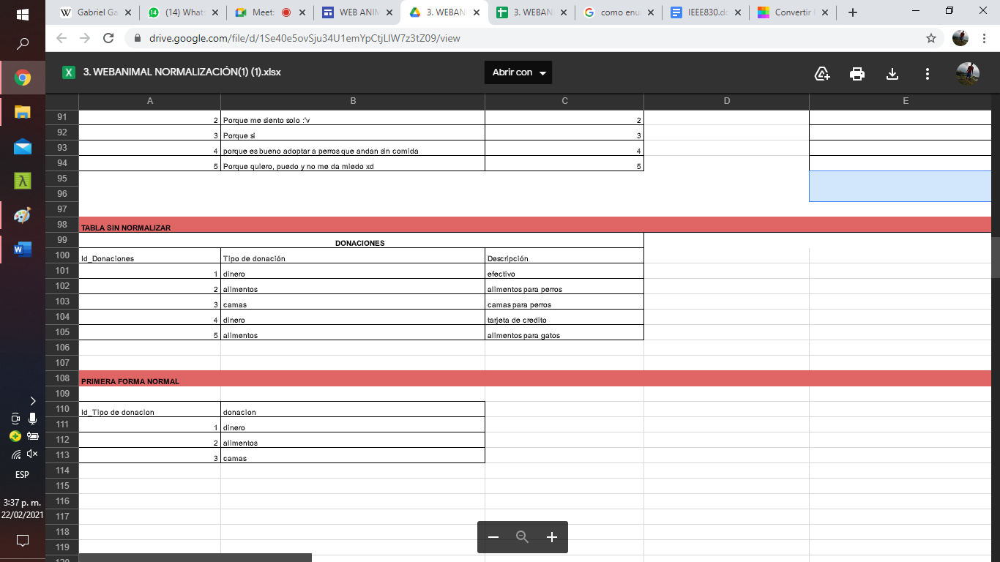 Gabriel Ga
(14) Whats
Meet:
WEB ANIM
3. WEBAN
3. WEBAN
como enu
IEEE830.do
Convertir
drive.google.com/file/d/1Se40e5ovSju34U1emYpCtjLIW7z3tZ09/view
3. WEBANIMAL NORMALIZACIÓN(1) (1).xlsx
Abrir con
A B C D E
91 2 Porque me siento solo :'v 2
92 3 Porque si 3
93 4 porque es bueno adoptar a perros que andan sin comida 4
94 5 Porque quiero, puedo y no me da miedo xd 5
95
96
97
98 TABLA SIN NORMALIZAR
99 DONACIONES
100 Id_Donaciones Tipo de donación Descripción
101 1 dinero efectivo
102 2 alimentos alimentos para perros
103 3 camas camas para perros
104 4 dinero tarjeta de credito
105 5 alimentos alimentos para gatos
106
107
108 PRIMERA FORMA NORMAL
109
110 Id_Tipo de donacion donacion
111 1 dinero
112 2 alimentos
113 3 camas
114
115
116
117
118
119
ESP
3:37 p. m.
22/02/2021